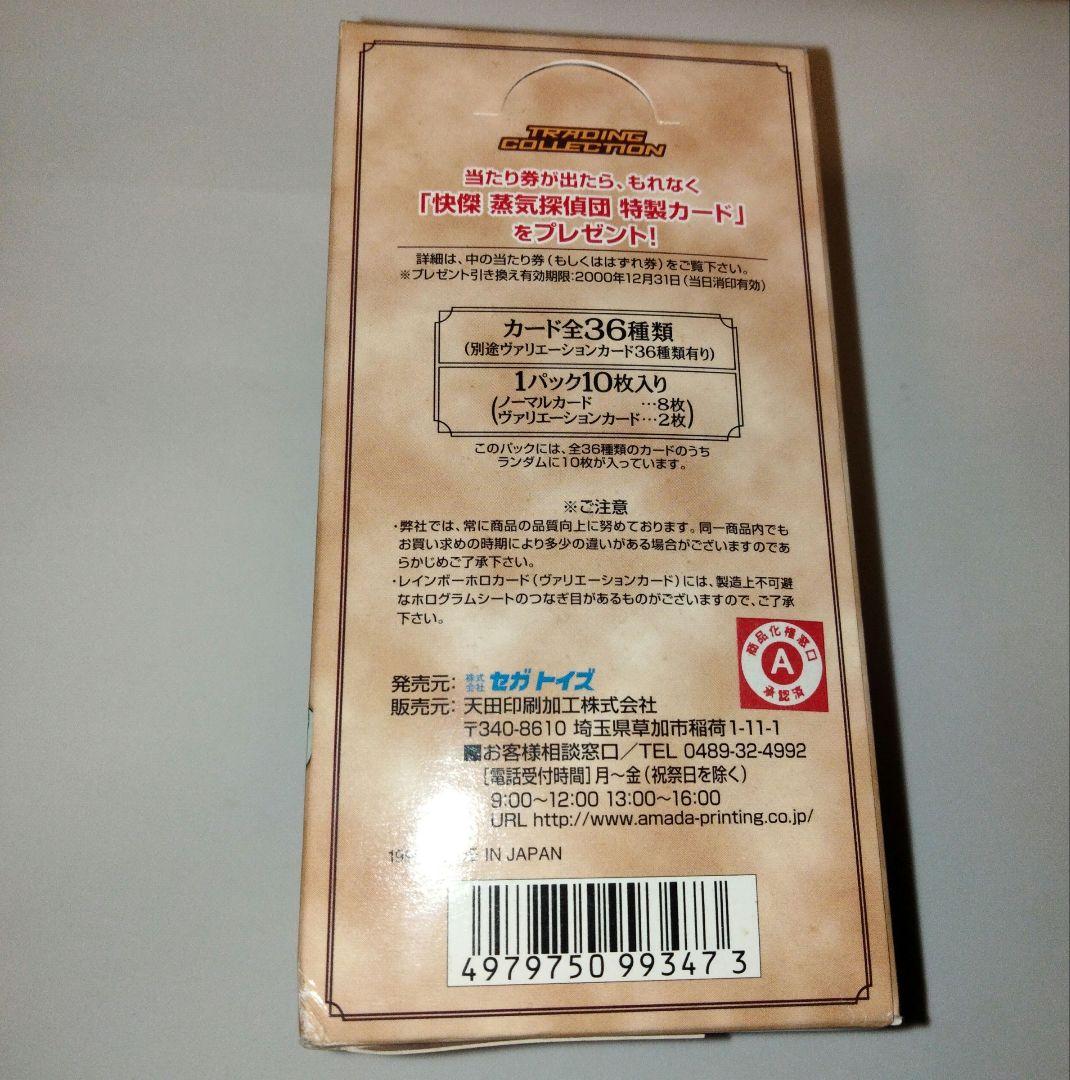 TRADING
COLLECTION
当たり券が出たら、もれなく
「快傑 蒸気探偵団 特製カード」
をプレゼント!
詳細は、中の当たり券(もしくははずれ券)をご覧下さい。
※プレゼント引き換え有効期限:2000年12月31日(当日消印有効)
カード全36種類
(別途ヴァリエーションカード36種類有り)
1パック10枚入り
(ノーマルカード …8枚
ヴァリエーションカード…2枚)
このパックには、全36種類のカードのうち
ランダムに10枚が入っています。
※ご注意
・弊社では、常に商品の品質向上に努めております。同一商品内でも
お買い求めの時期により多少の違いがある場合がございますのであ
らかじめご了承下さい。
・レインボーホロカード(ヴァリエーションカード)には、製造上不可避
なホログラムシートのつなぎ目があるものがございますので、ご了承
下さい。
商品化権窓口
A
承認済
発売元: 株式会社 セガトイズ
販売元: 天田印刷加工株式会社
〒340-8610 埼玉県草加市稲荷1-11-1
■お客様相談窓口/TEL 0489-32-4992
[電話受付時間]月~金(祝祭日を除く)
9:00~12:00 13:00~16:00
URL http://www.amada-printing.co.jp/
IN JAPAN
4979750 993473